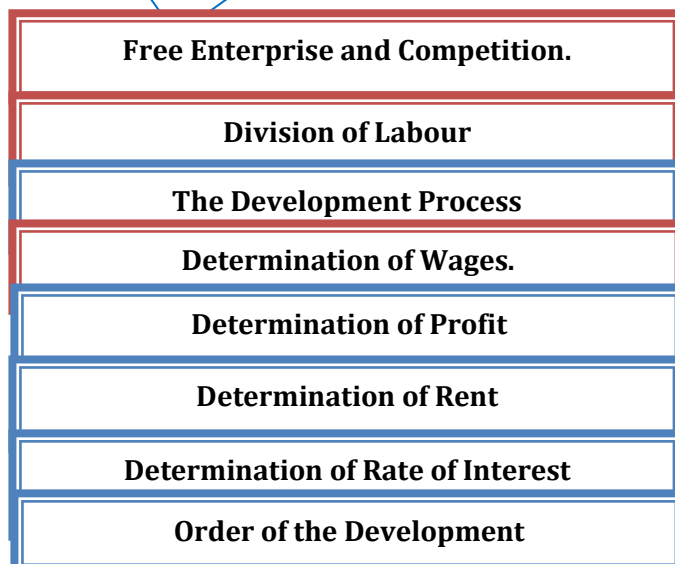 Free Enterprise and Competition.
Division of Labour
The Development Process
Determination of Wages.
Determination of Profit
Determination of Rent
Determination of Rate of Interest
Order of the Development